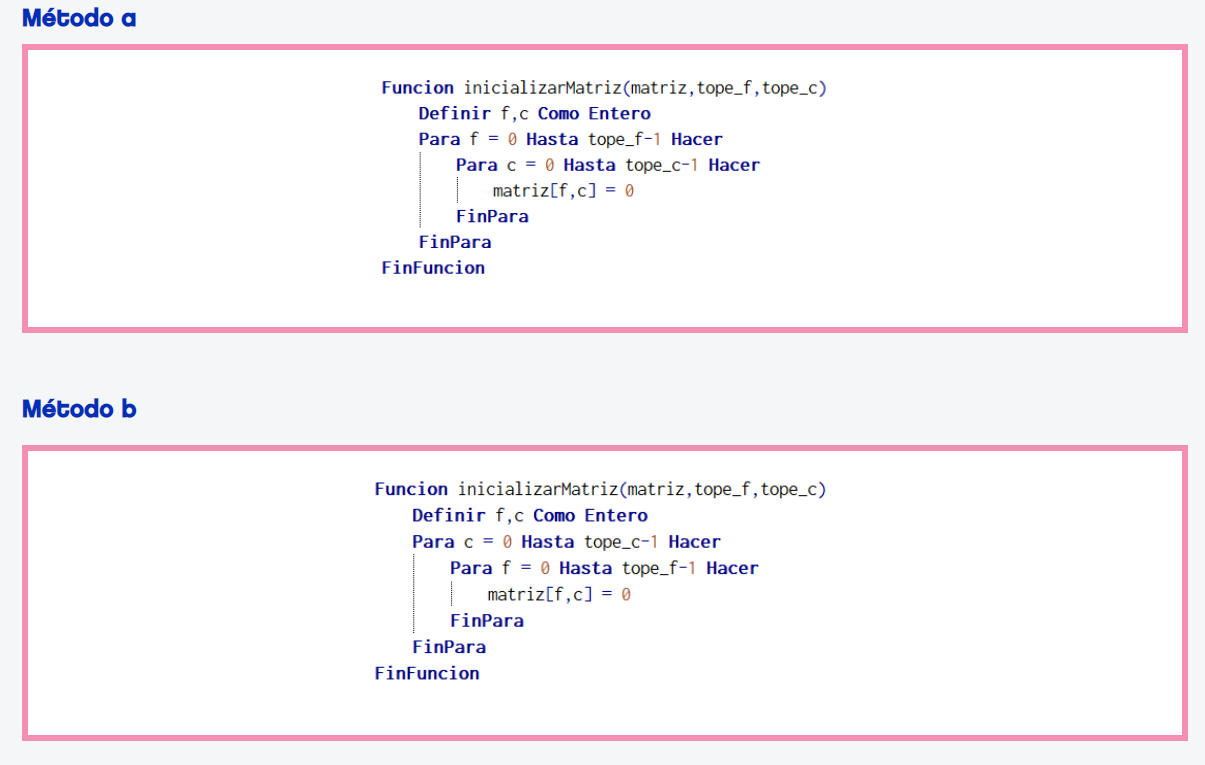 Método a
Funcion inicializarMatriz(matriz,tope_f,tope_c)
Definir f,c Como Entero
Para f = 0 Hasta tope_f-1 Hacer
Para c = 0 Hasta tope_c-1 Hacer
matriz[f,c] = 0
FinPara
FinPara
FinFuncion
Método b
Funcion inicializarMatriz(matriz,tope_f,tope_c)
Definir f,c Como Entero
Para c = 0 Hasta tope_c-1 Hacer
Para f = 0 Hasta tope_f-1 Hacer
matriz[f,c] = 0
FinPara
FinPara
FinFuncion